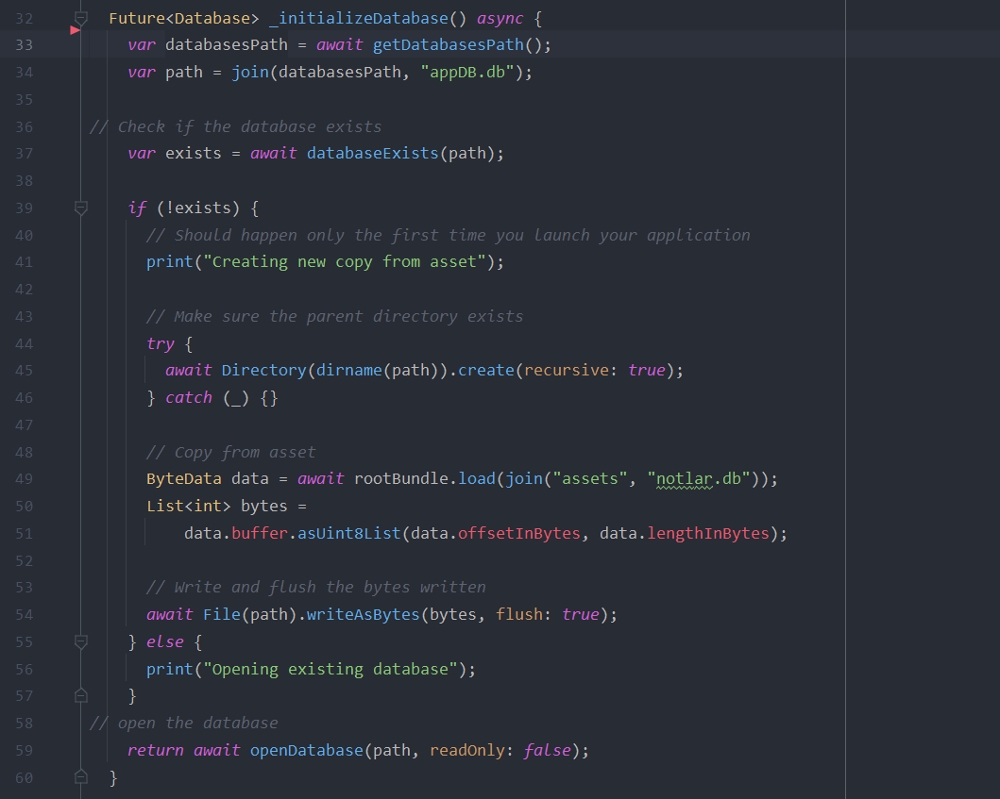 32 Future<Database> _initializeDatabase() async {
33 var databasesPath = await getDatabasesPath();
34 var path = join(databasesPath, "appDB.db");
35
36 // Check if the database exists
37 var exists = await databaseExists(path);
38
39 if (!exists) {
40 // Should happen only the first time you launch your application
41 print("Creating new copy from asset");
42
43 // Make sure the parent directory exists
44 try {
45 await Directory(dirname(path)).create(recursive: true);
46 } catch (_) {}
47
48 // Copy from asset
49 ByteData data = await rootBundle.load(join("assets", "notlar.db"));
50 List<int> bytes =
51 data.buffer.asUint8List(data.offsetInBytes, data.lengthInBytes);
52
53 // Write and flush the bytes written
54 await File(path).writeAsBytes(bytes, flush: true);
55 } else {
56 print("Opening existing database");
57 }
58 // open the database
59 return await openDatabase(path, readOnly: false);
60 }